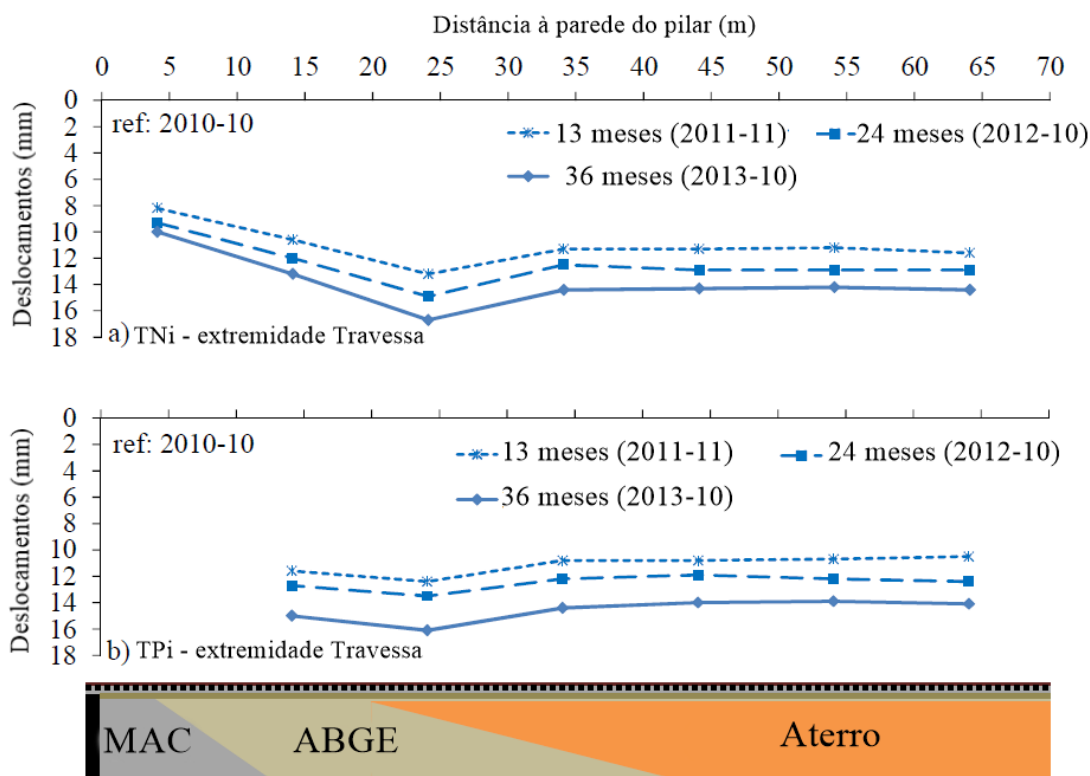 Distância à parede do pilar (m)
0 5 10 15 20 25 30 35 40 45 50 55 60 65 70
Deslocamentos (mm)
0
2
4
6
8
10
12
14
16
18
ref: 2010-10
13 meses (2011-11)
24 meses (2012-10)
36 meses (2013-10)
a) TNi - extremidade Travessa
Deslocamentos (mm)
0
2
4
6
8
10
12
14
16
18
ref: 2010-10
13 meses (2011-11)
24 meses (2012-10)
36 meses (2013-10)
b) TPi - extremidade Travessa
MAC ABGE Aterro